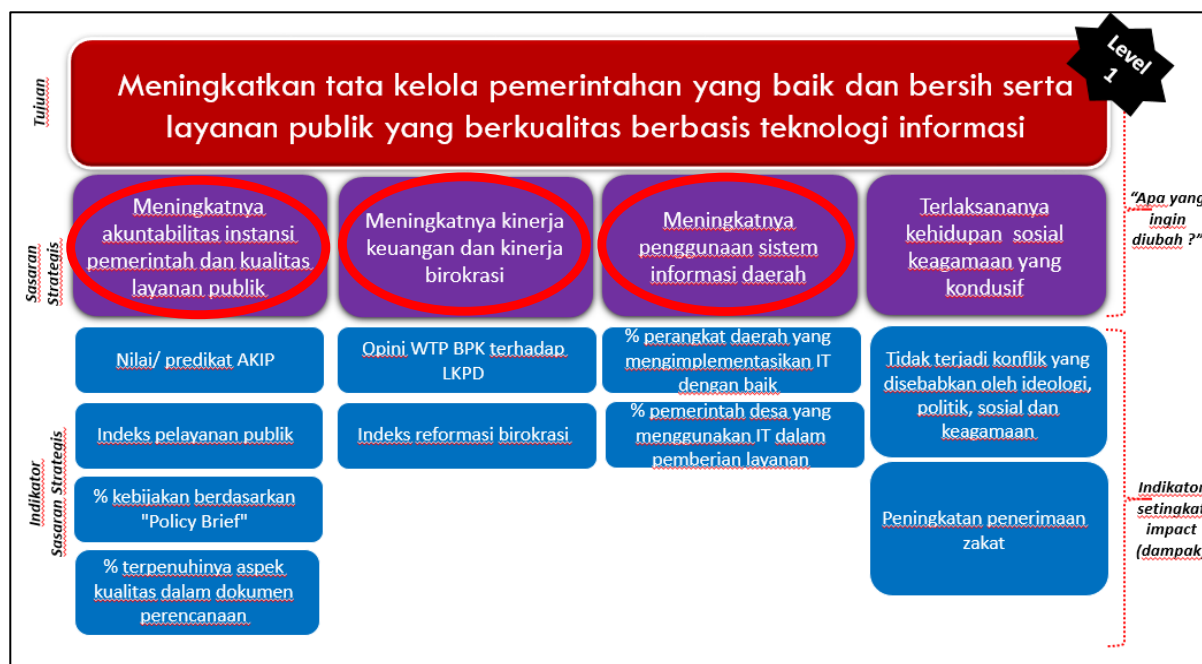 Level
1
Tujuan
Meningkatkan tata kelola pemerintahan yang baik dan bersih serta
layanan publik yang berkualitas berbasis teknologi informasi
Sasaran
Strategis
Meningkatnya
akuntabilitas instansi
pemerintah dan kualitas
layanan publik
Meningkatnya kinerja
keuangan dan kinerja
birokrasi
Meningkatnya
penggunaan sistem
informasi daerah
Terlaksananya
kehidupan sosial
keagamaan yang
kondusif
"Apa yang
ingin
diubah ?"
Indikator
Sasaran Strategis
Nilai/ predikat AKIP
Indeks pelayanan publik
% kebijakan berdasarkan
"Policy Brief"
% terpenuhinya aspek
kualitas dalam dokumen
perencanaan
Opini WTP BPK terhadap
LKPD
Indeks reformasi birokrasi
% perangkat daerah yang
mengimplementasikan IT
dengan baik
% pemerintah desa yang
menggunakan IT dalam
pemberian layanan
Tidak terjadi konflik yang
disebabkan oleh ideologi,
politik, sosial dan
keagamaan
Peningkatan penerimaan
zakat
Indikator
setingkat
impact
(dampak